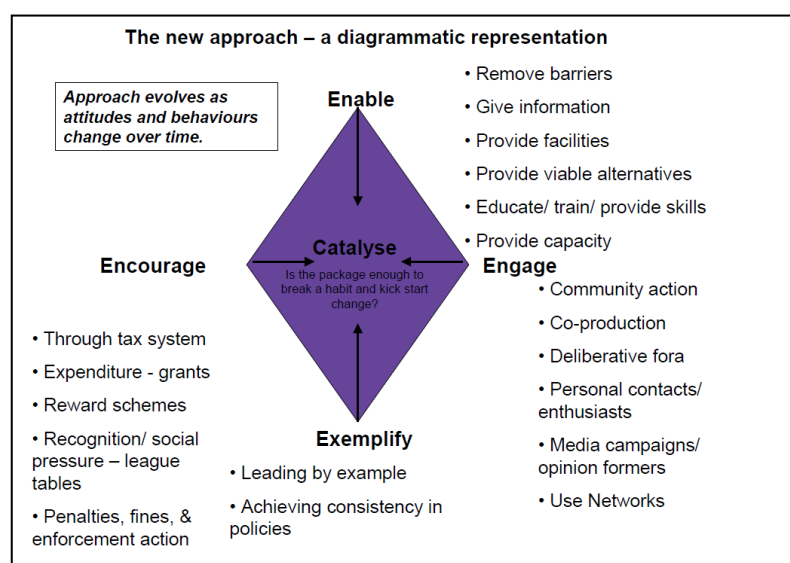 The new approach – a diagrammatic representation
Approach evolves as
attitudes and behaviours
change over time.
Enable
• Remove barriers
• Give information
• Provide facilities
• Provide viable alternatives
• Educate/ train/ provide skills
• Provide capacity
Catalyse
Is the package enough to
break a habit and kick start
change?
Encourage
• Through tax system
• Expenditure - grants
• Reward schemes
• Recognition/ social
pressure – league
tables
• Penalties, fines, &
enforcement action
Engage
• Community action
• Co-production
• Deliberative fora
• Personal contacts/
enthusiasts
• Media campaigns/
opinion formers
• Use Networks
Exemplify
• Leading by example
• Achieving consistency in
policies